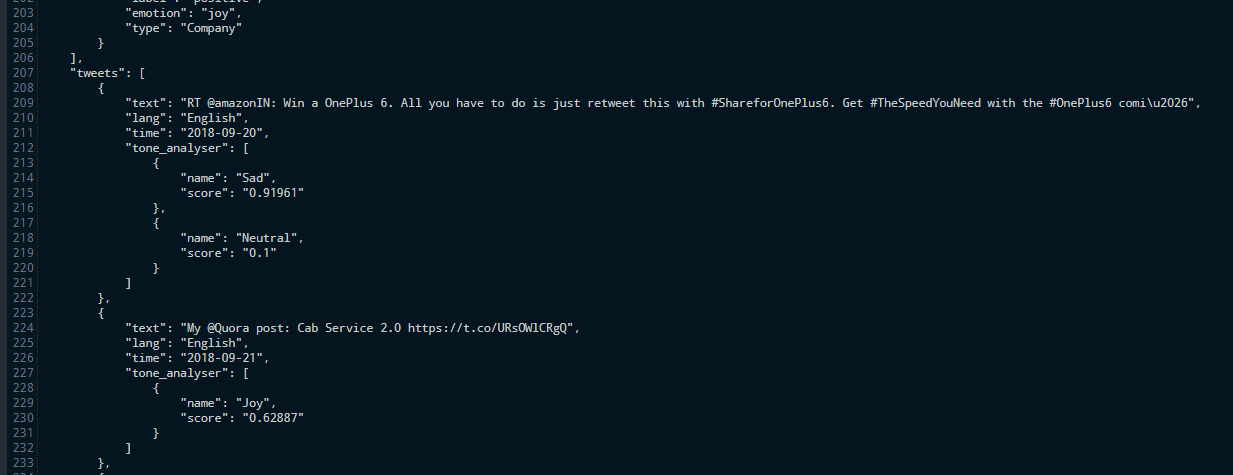 203 "emotion": "joy",
204 "type": "Company"
205 }
206 ],
207 "tweets": [
208 {
209 "text": "RT @amazonIN: Win a OnePlus 6. All you have to do is just retweet this with #ShareforOnePlus6. Get #TheSpeedYouNeed with the #OnePlus6 comi\u2026",
210 "lang": "English",
211 "time": "2018-09-20",
212 "tone_analyser": [
213 {
214 "name": "Sad",
215 "score": "0.91961"
216 },
217 {
218 "name": "Neutral",
219 "score": "0.1"
220 }
221 ]
222 },
223 {
224 "text": "My @Quora post: Cab Service 2.0 https://t.co/URsOWlCRgQ",
225 "lang": "English",
226 "time": "2018-09-21",
227 "tone_analyser": [
228 {
229 "name": "Joy",
230 "score": "0.62887"
231 }
232 ]
233 },